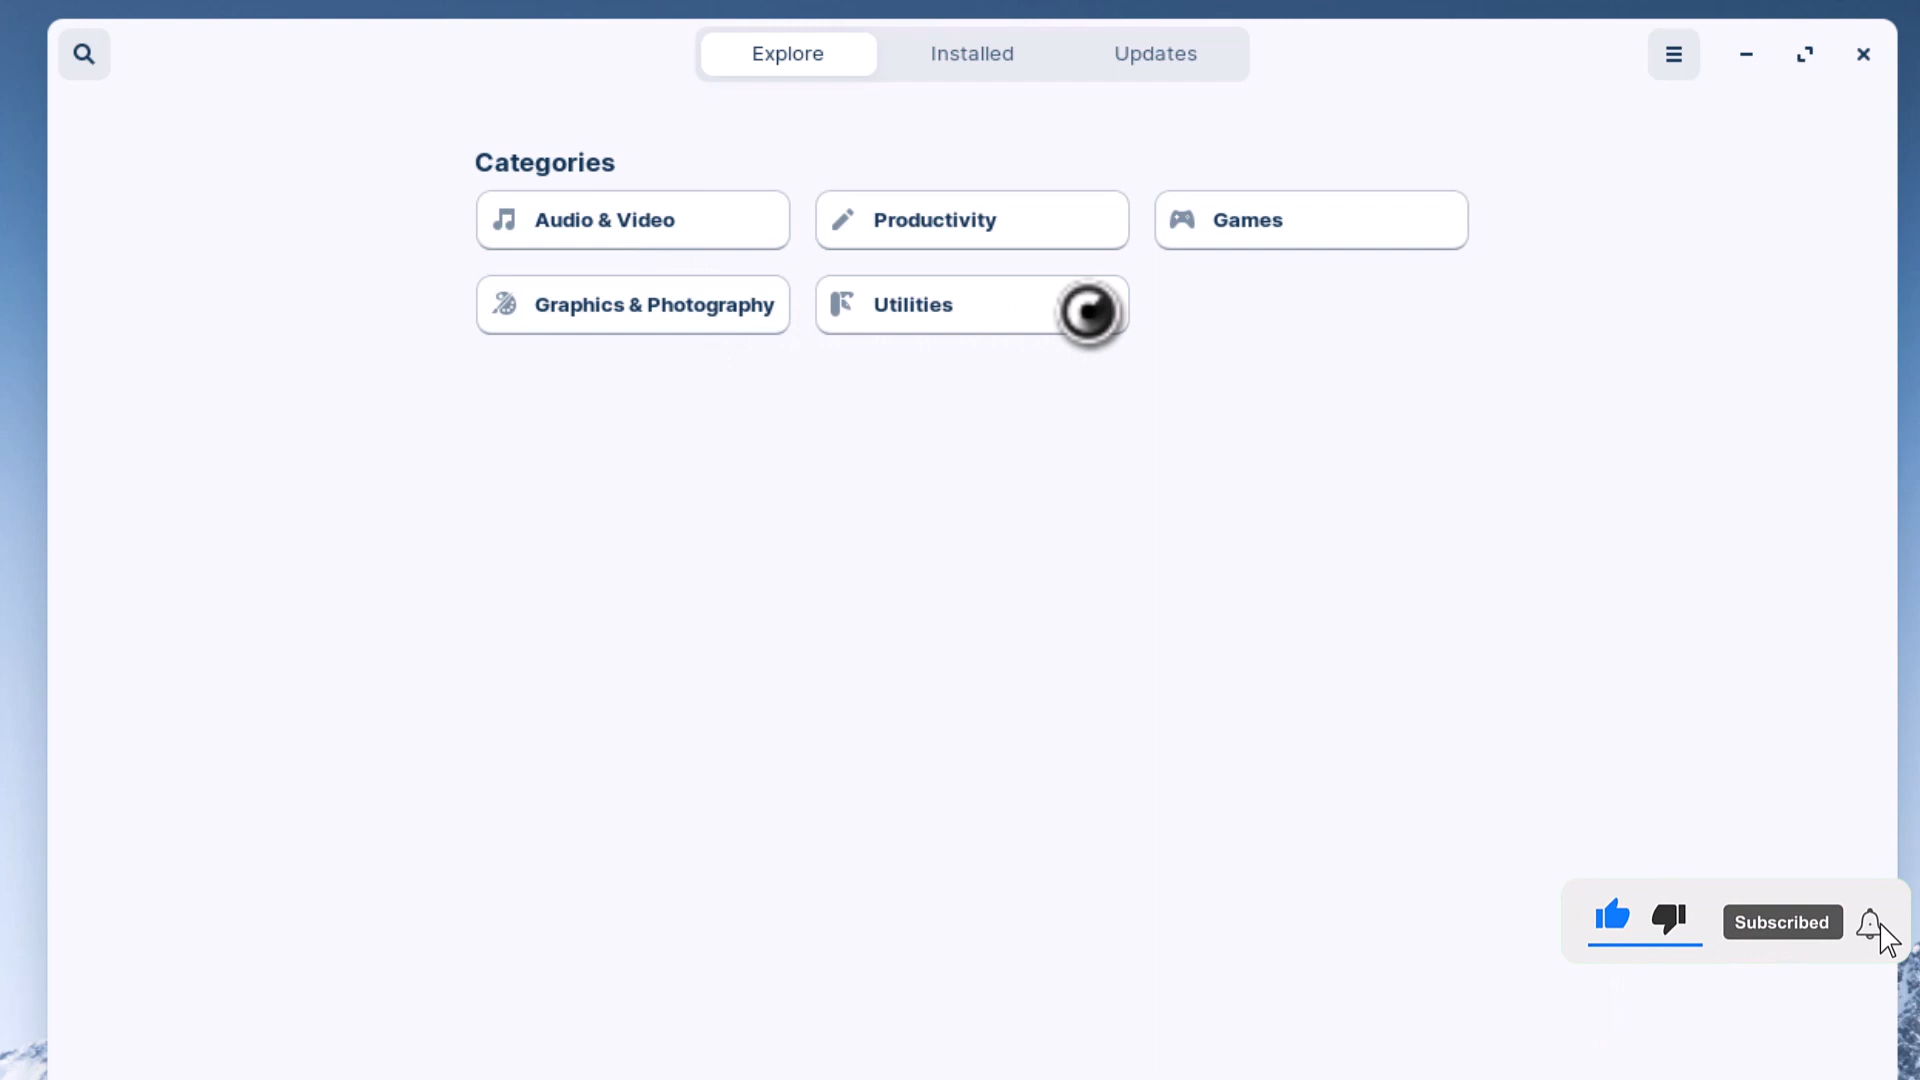 Explore
Installed
Updates
Categories
Audio & Video
Productivity
Games
Graphics & Photography
Utilities
Subscribed